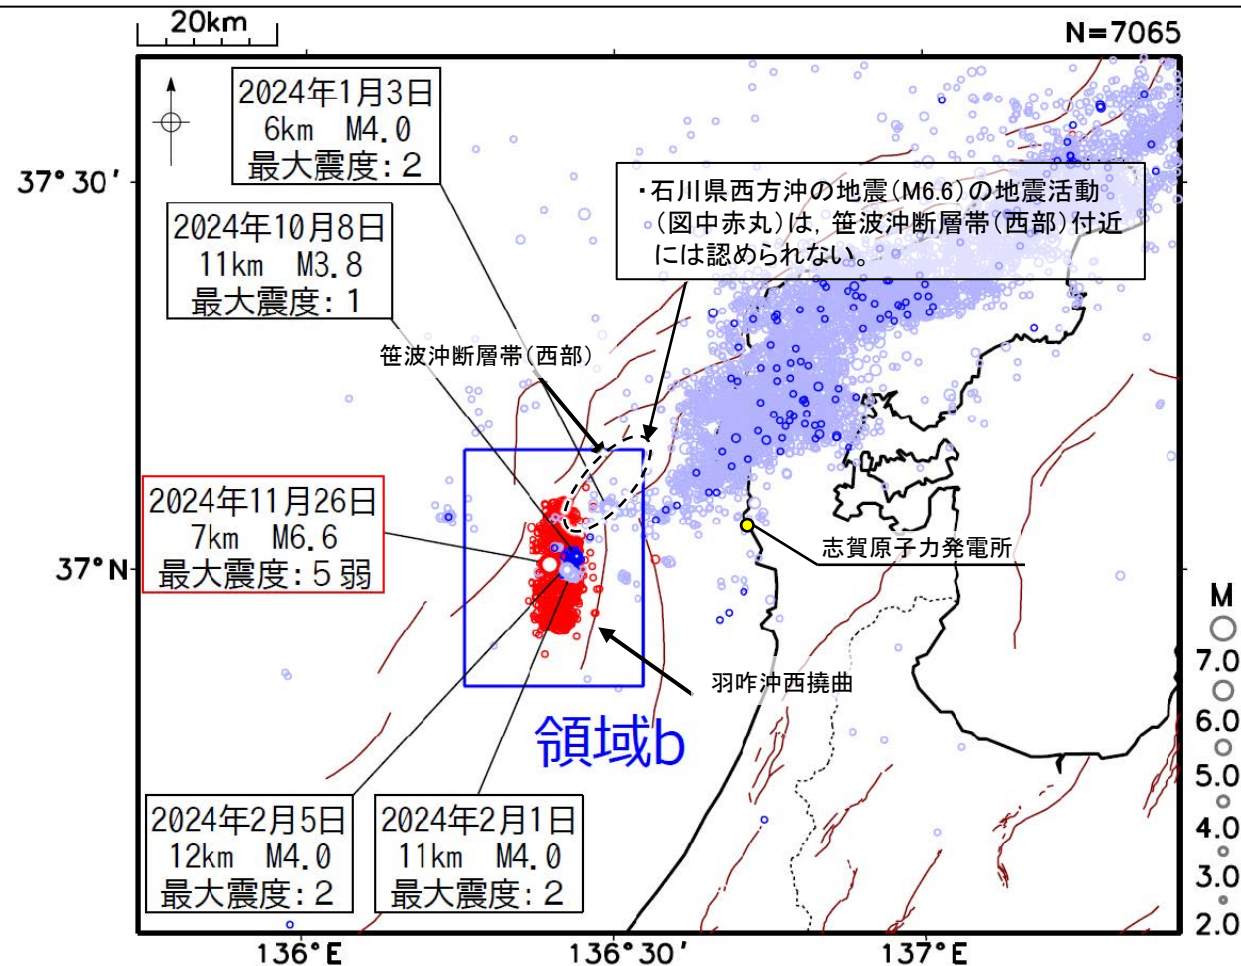 20km
N=7065
2024年1月3日
6km M4.0
最大震度:2
37°30′
・石川県西方沖の地震(M6.6)の地震活動
(図中赤丸)は,笹波沖断層帯(西部)付近
には認められない。
2024年10月8日
11km M3.8
最大震度:1
笹波沖断層帯(西部)
2024年11月26日
7km M6.6
最大震度:5弱
37°N
志賀原子力発電所
羽咋沖西撓曲
領域b
M
7.0
6.0
5.0
4.0
3.0
2.0
2024年2月5日
12km M4.0
最大震度:2
2024年2月1日
11km M4.0
最大震度:2
136°E
136°30′
137°E